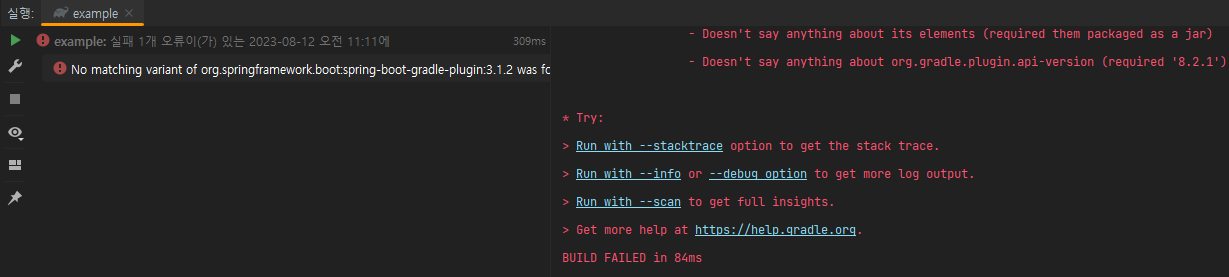 실행: example ×
example: 실패 1개 오류이(가) 있는 2023-08-12 오전 11:11에 309ms
No matching variant of org.springframework.boot:spring-boot-gradle-plugin:3.1.2 was fo
- Doesn't say anything about its elements (required them packaged as a jar)
- Doesn't say anything about org.gradle.plugin.api-version (required '8.2.1')
* Try:
> Run with --stacktrace option to get the stack trace.
> Run with --info or --debug option to get more log output.
> Run with --scan to get full insights.
> Get more help at https://help.gradle.org.
BUILD FAILED in 84ms